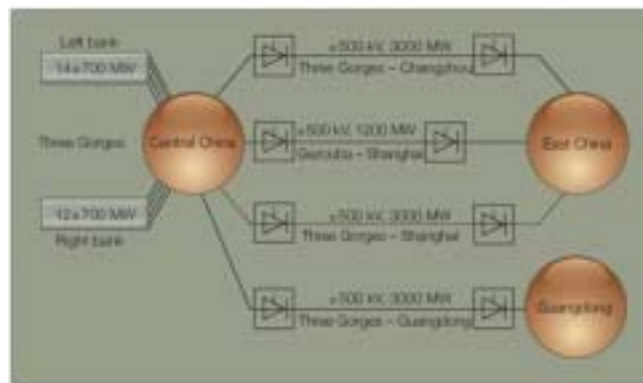 Left bank
14x700 MW
Three Gorges
12x700 MW
Right bank
Central China
±500 kV, 3000 MW
Three Gorges – Changzhou
±500 kV, 1200 MW
Gezouba – Shanghai
±500 kV, 3000 MW
Three Gorges – Shanghai
±500 kV, 3000 MW
Three Gorges – Guangdong
East China
Guangdong